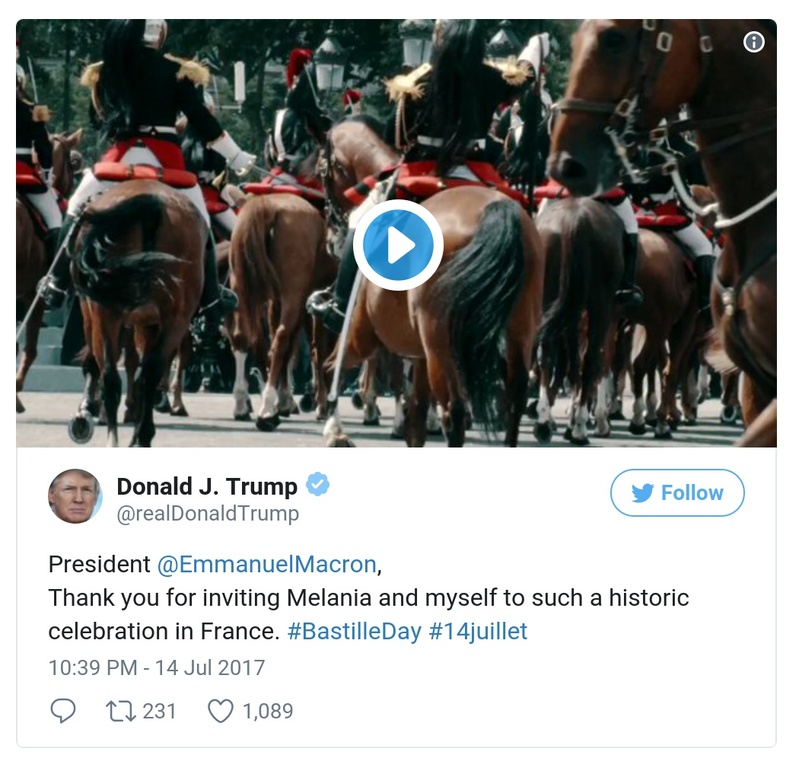 Donald J. Trump
@realDonaldTrump
Follow
President @EmmanuelMacron,
Thank you for inviting Melania and myself to such a historic
celebration in France. #BastilleDay #14juillet
10:39 PM - 14 Jul 2017
231 1,089